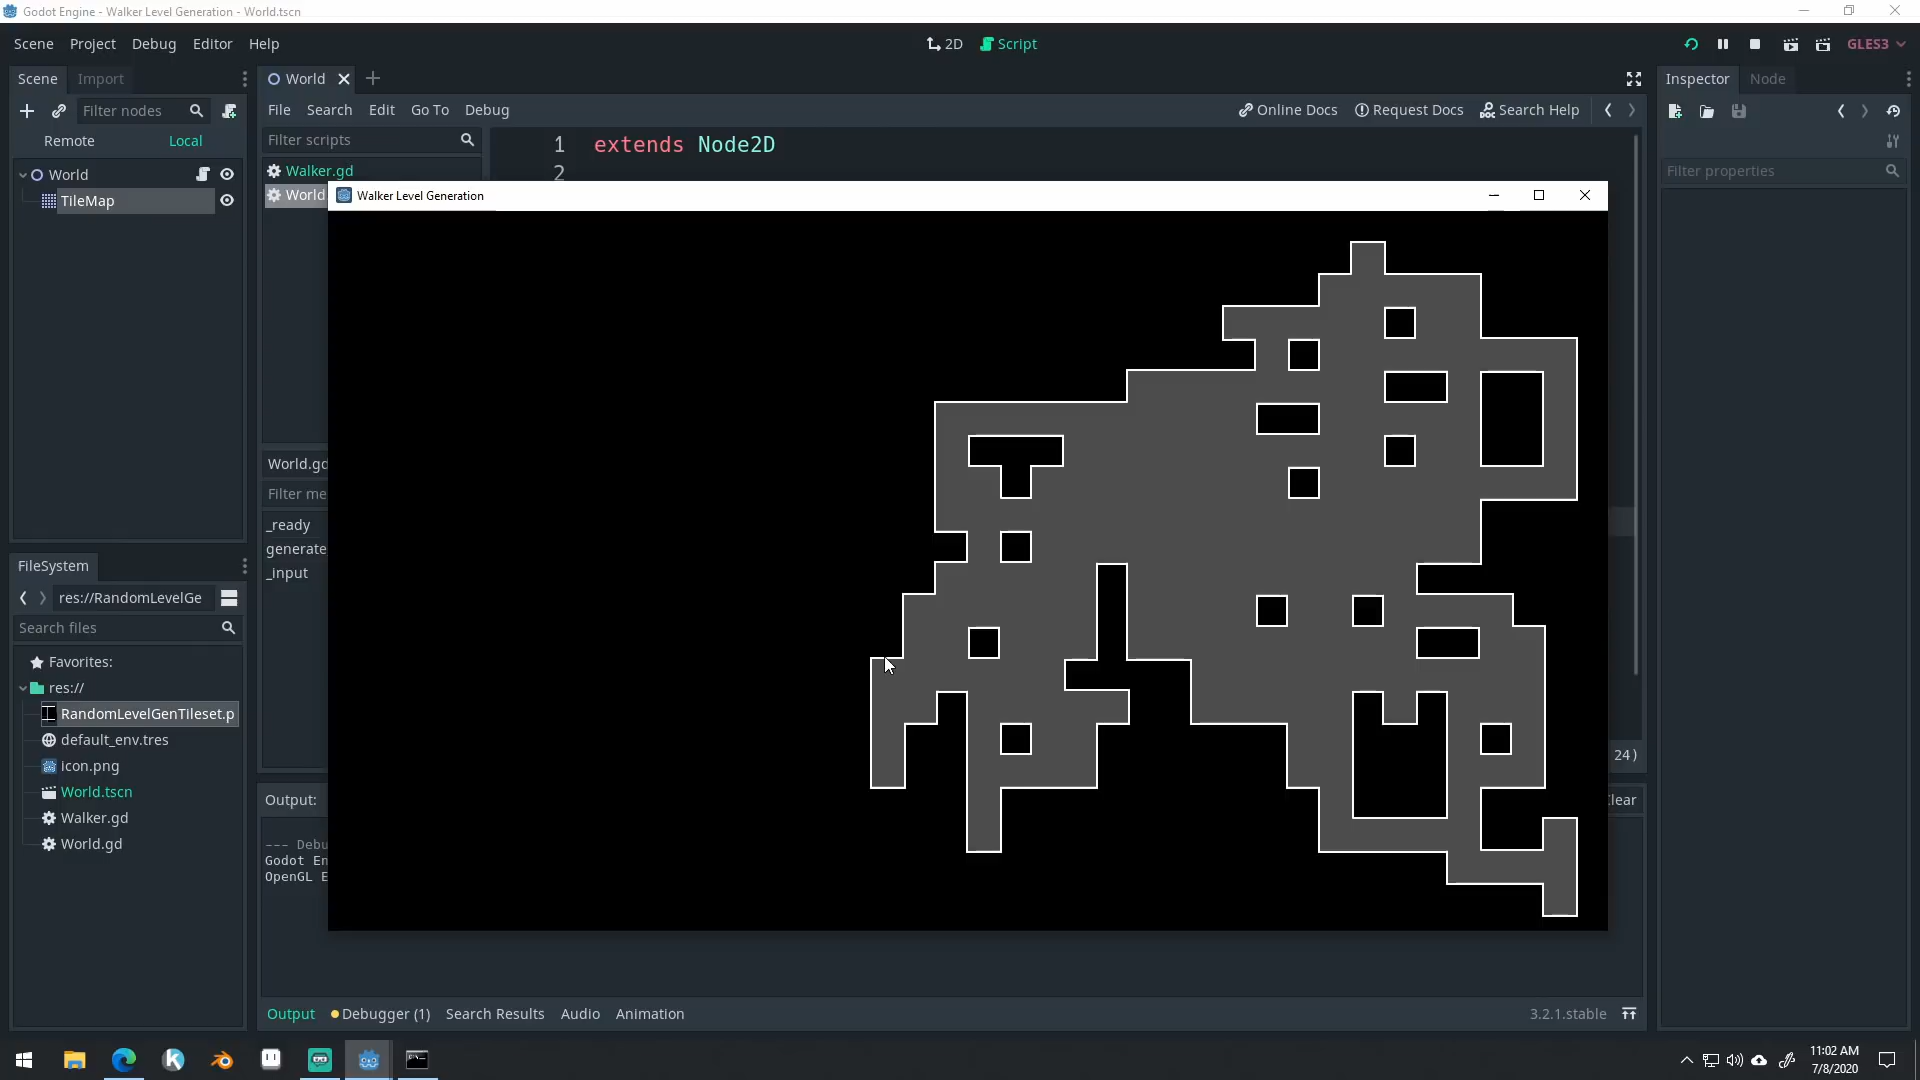 Godot Engine - Walker Level Generation - World.tscn
Scene Project Debug Editor Help
2D Script
GLES3
Scene Import
Filter nodes
Remote Local
World
TileMap
World
File Search Edit Go To Debug
Online Docs Request Docs Search Help
Filter scripts
Walker.gd
World.
1 extends Node2D
2
Walker Level Generation
World.gd
Filter me
_ready
generate
_input
24)
Inspector Node
Filter properties
FileSystem
res://RandomLevelGe
Search files
Favorites:
res://
RandomLevelGenTileset.p
default_env.tres
icon.png
World.tscn
Walker.gd
World.gd
Output:
lear
--- Debu
Godot En
OpenGL E
Output Debugger (1) Search Results Audio Animation
3.2.1.stable
11:02 AM
7/8/2020